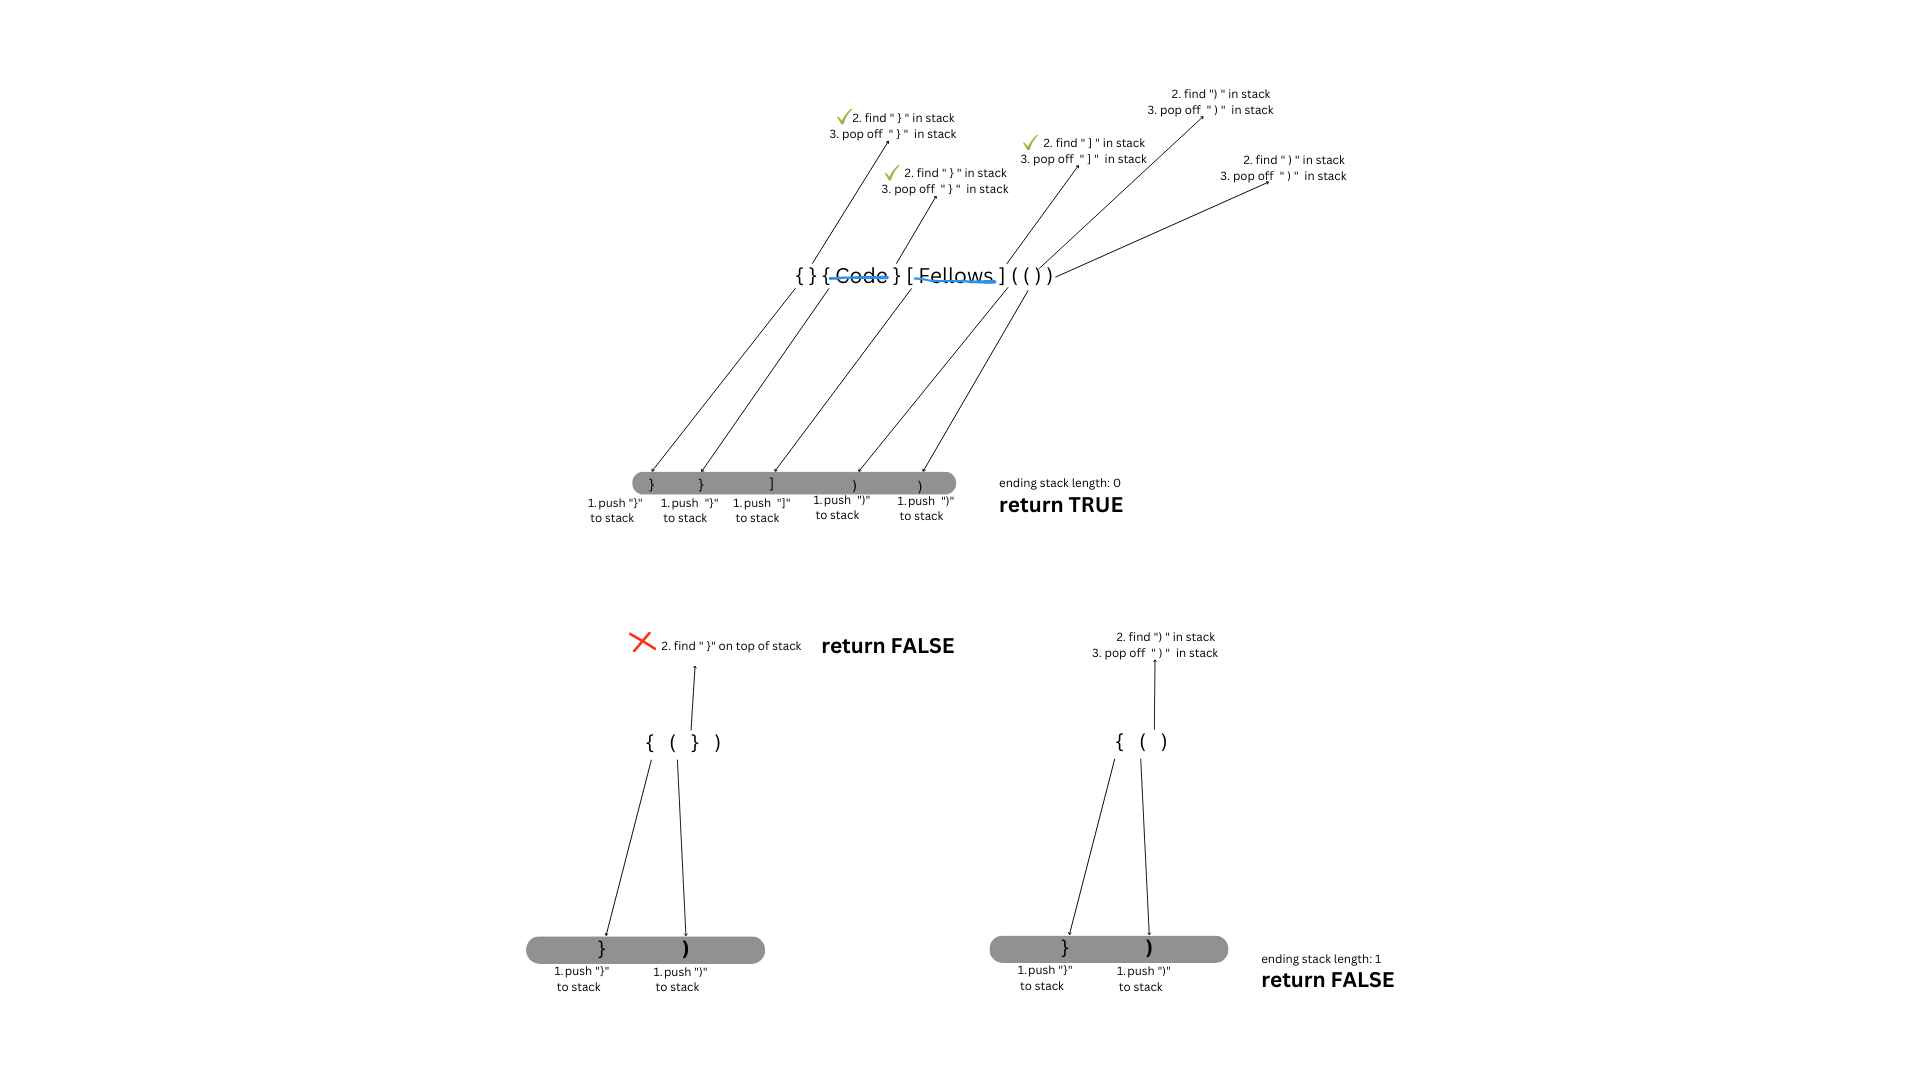 2. find ") " in stack
3. pop off " ) " in stack
2. find " } " in stack
3. pop off " } " in stack
2. find " ] " in stack
3. pop off " ] " in stack
2. find " ) " in stack
3. pop off " ) " in stack
2. find " } " in stack
3. pop off " } " in stack
{ } { Code } [ Fellows ] ( ( ) )
} } ] ) )
1. push "}"
to stack
1. push "}"
to stack
1. push "]"
to stack
1. push ")"
to stack
1. push ")"
to stack
ending stack length: 0
return TRUE
2. find " }" on top of stack
return FALSE
{ ( } )
} )
1. push "}"
to stack
1. push ")"
to stack
2. find ") " in stack
3. pop off " ) " in stack
{ ( )
} )
1. push "}"
to stack
1. push ")"
to stack
ending stack length: 1
return FALSE